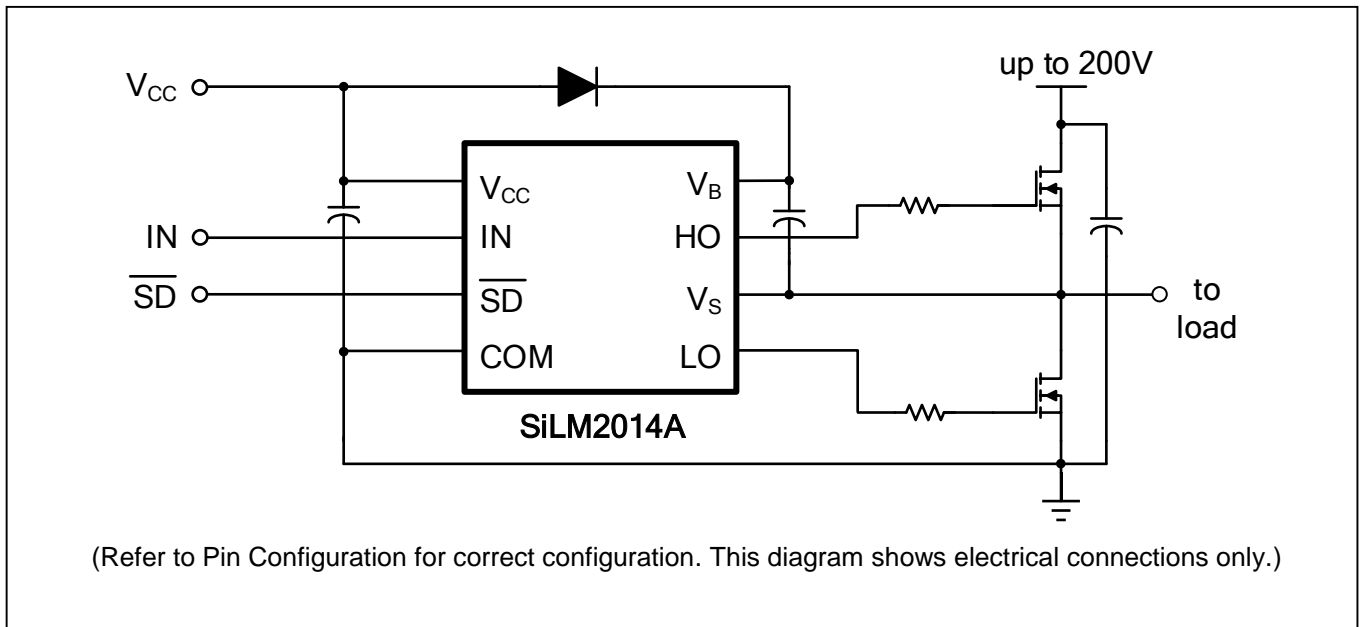 up to 200V
VCC
VCC
VB
IN
IN
HO
SD
SD
VS
to
load
COM
LO
SiLM2014A
(Refer to Pin Configuration for correct configuration. This diagram shows electrical connections only.)